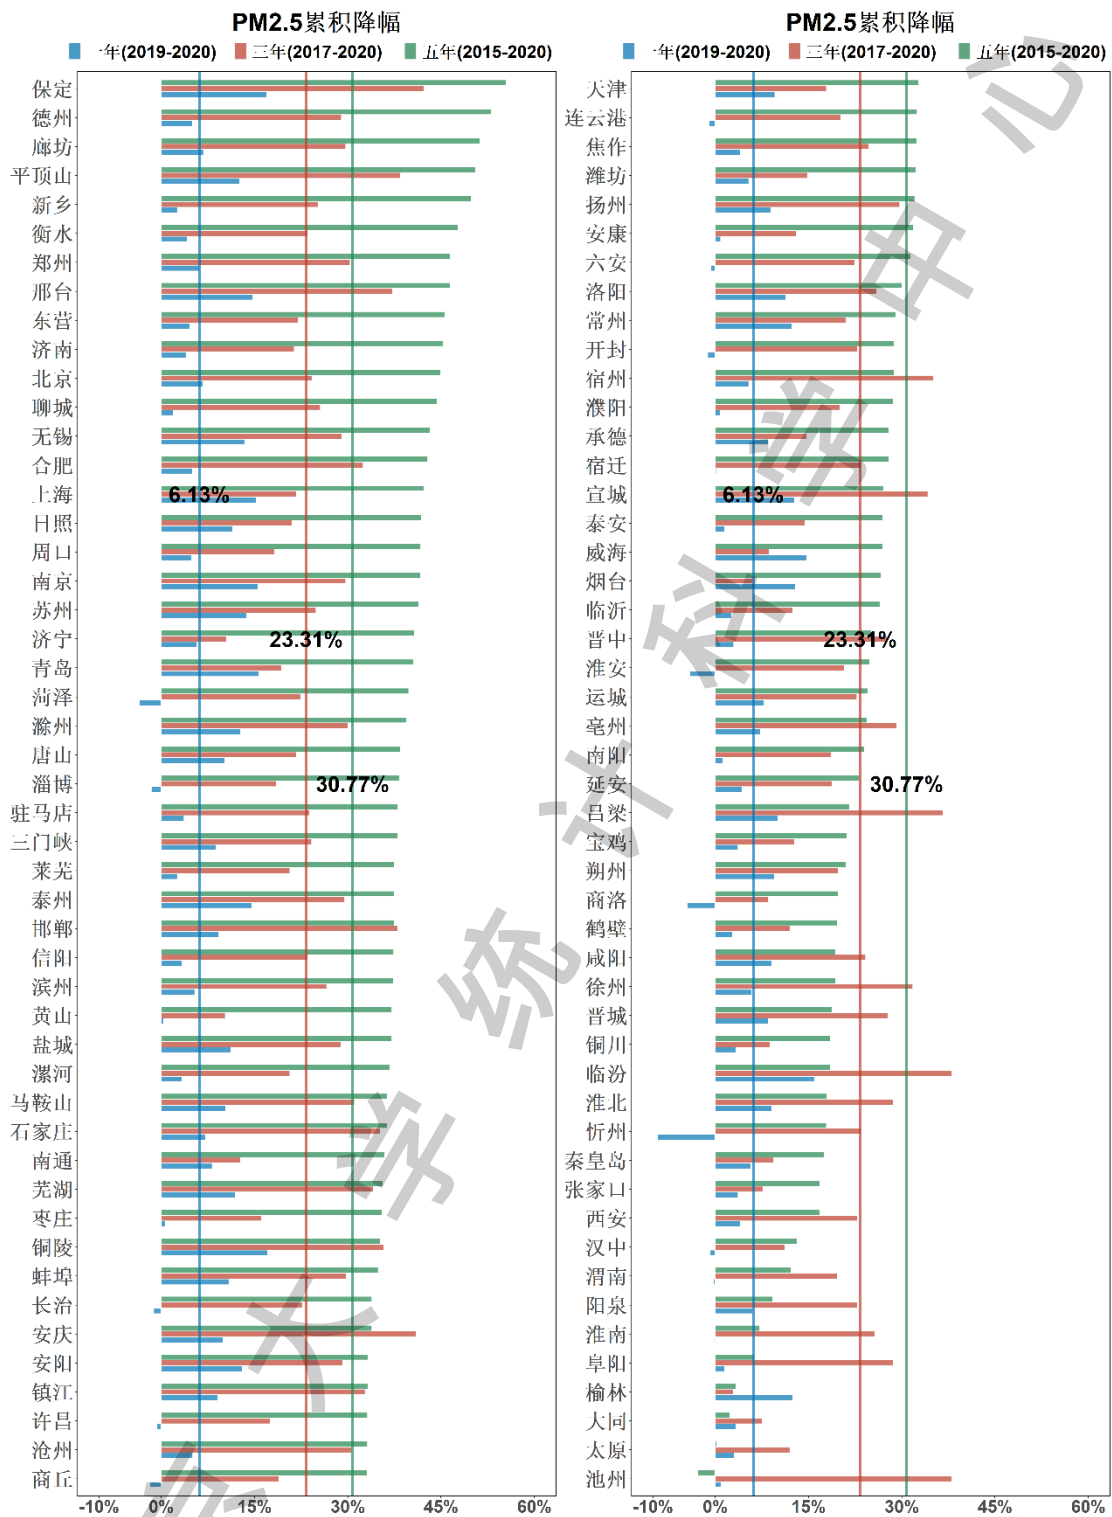 PM2.5累积降幅
一年(2019-2020) 三年(2017-2020) 五年(2015-2020)
保定
德州
廊坊
平顶山
新乡
衡水
郑州
邢台
东营
济南
北京
聊城
无锡
合肥
上海
6.13%
日照
周口
南京
苏州
济宁
23.31%
青岛
菏泽
滁州
唐山
淄博
30.77%
驻马店
三门峡
莱芜
泰州
邯郸
信阳
滨州
黄山
盐城
漯河
马鞍山
石家庄
南通
芜湖
枣庄
铜陵
蚌埠
长治
安庆
安阳
镇江
许昌
沧州
商丘
-10% 0% 15% 30% 45% 60%
PM2.5累积降幅
一年(2019-2020) 三年(2017-2020) 五年(2015-2020)
天津
连云港
焦作
潍坊
扬州
安康
六安
洛阳
常州
开封
宿州
濮阳
承德
宿迁
宣城
6.13%
泰安
威海
烟台
临沂
晋中
23.31%
淮安
运城
亳州
南阳
延安
30.77%
吕梁
宝鸡
朔州
商洛
鹤壁
咸阳
徐州
晋城
铜川
临汾
淮北
忻州
秦皇岛
张家口
西安
汉中
渭南
阳泉
淮南
阜阳
榆林
大同
太原
池州
-10% 0% 15% 30% 45% 60%
大学统计科学中心